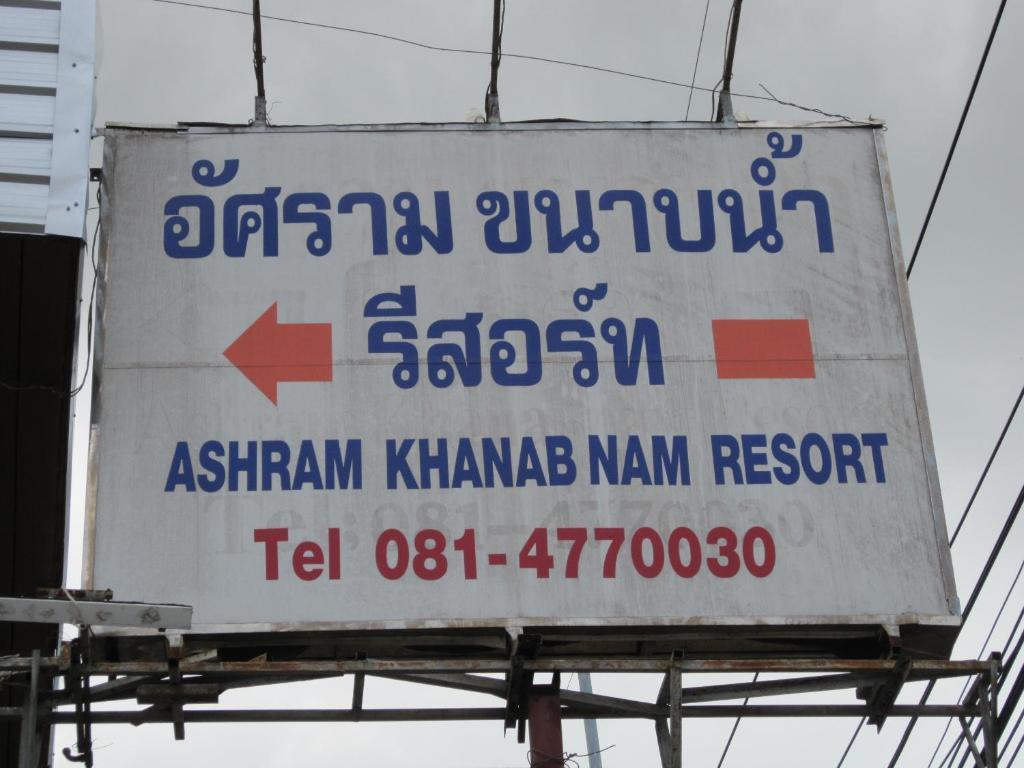 อัศราม ขนาบน้ำ
รีสอร์ท
ASHRAM KHANAB NAM RESORT
Tel 081-4770030